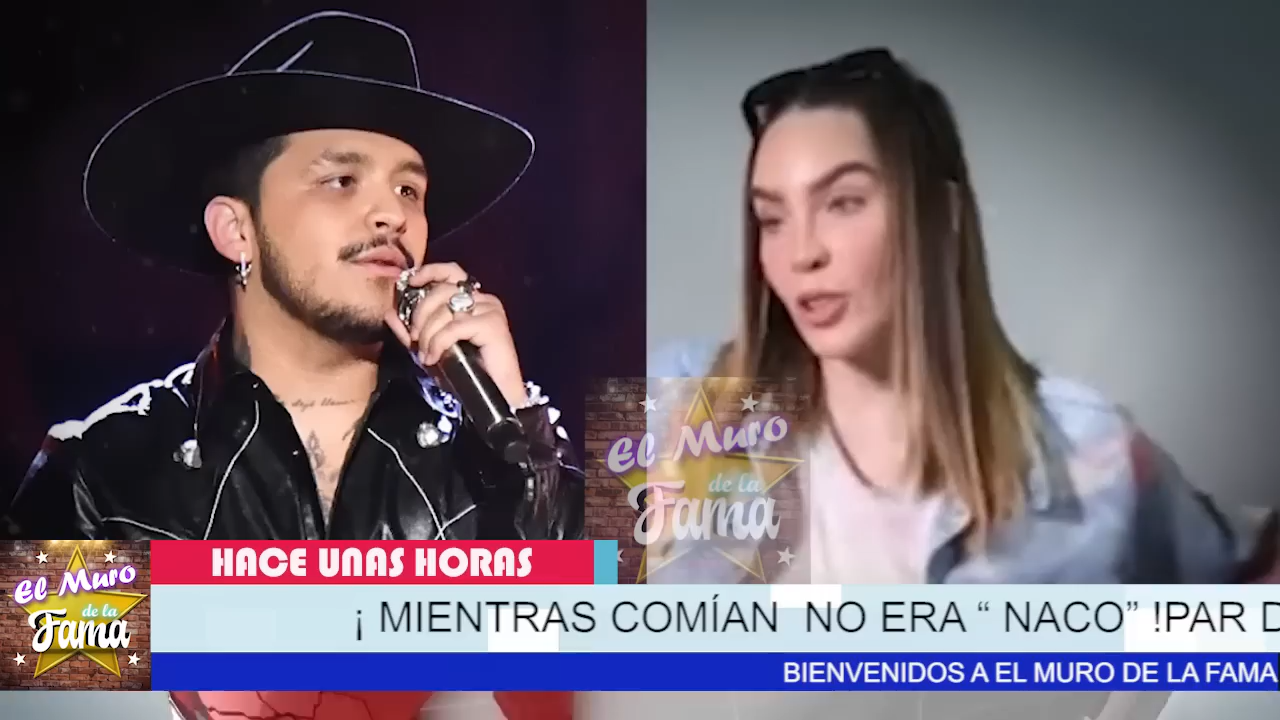 El Muro
de la
Fama
HACE UNAS HORAS
El Muro
de la
Fama
¡ MIENTRAS COMÍAN NO ERA “ NACO” !PAR D
BIENVENIDOS A EL MURO DE LA FAMA